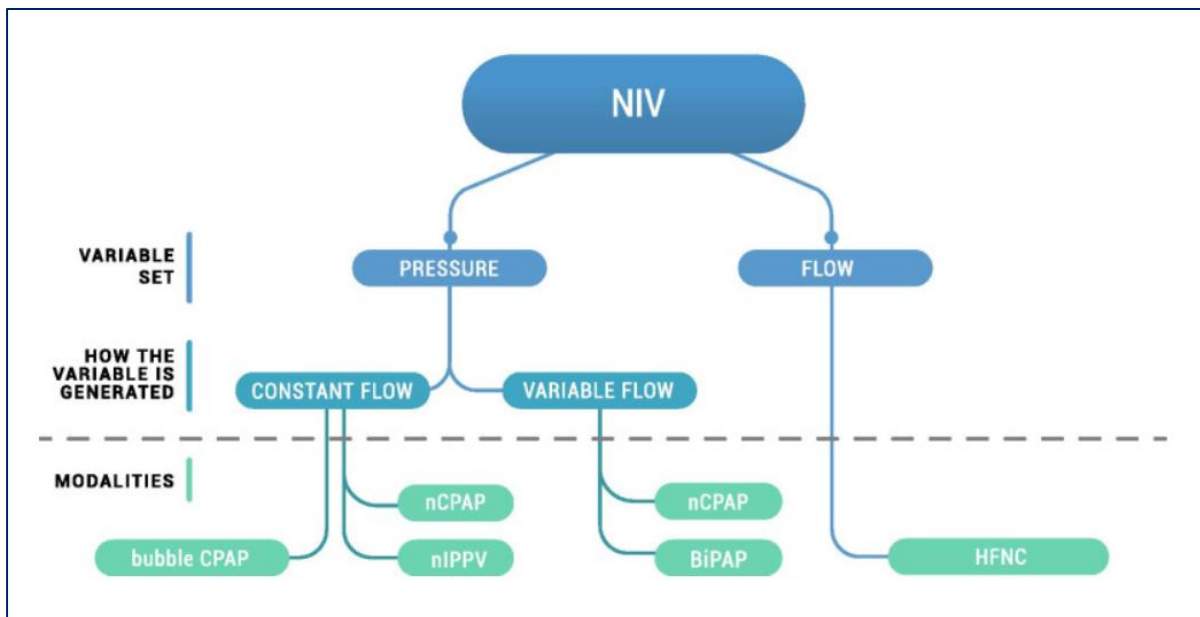 NIV
VARIABLE
SET
PRESSURE
FLOW
HOW THE
VARIABLE IS
GENERATED
CONSTANT FLOW
VARIABLE FLOW
MODALITIES
nCPAP
nCPAP
bubble CPAP
nIPPV
BiPAP
HFNC